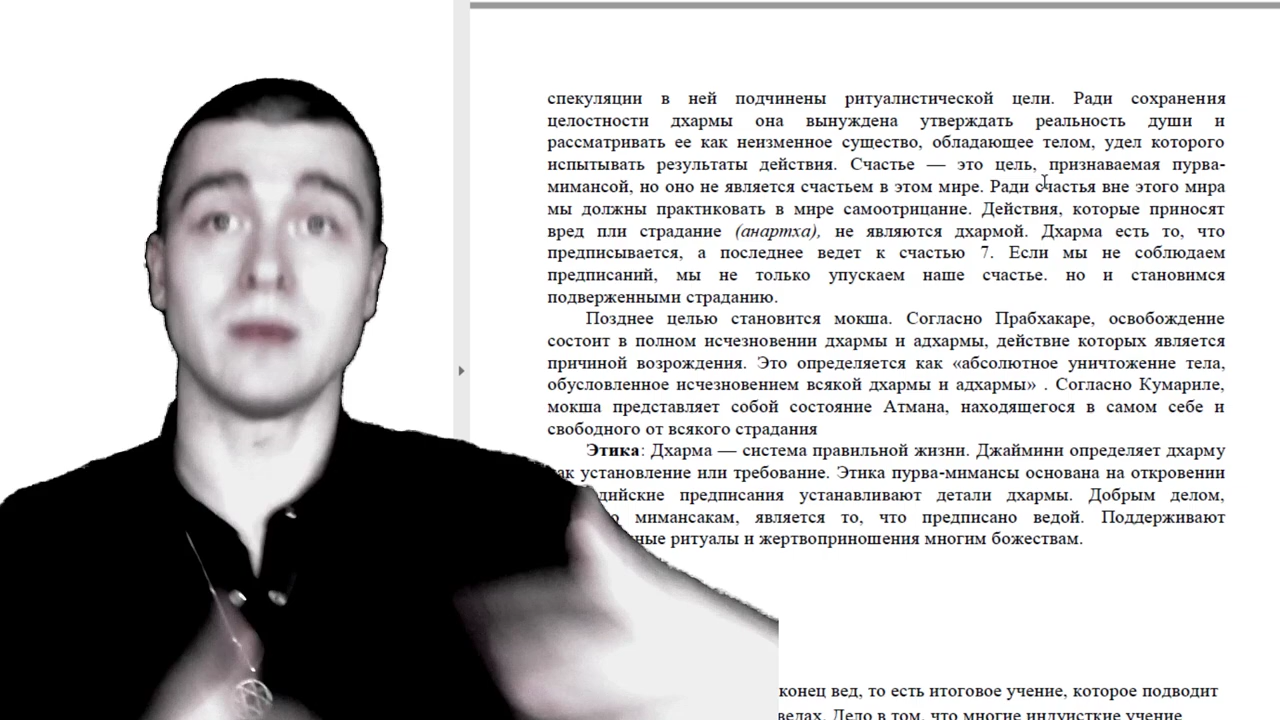 спекуляции в ней подчинены ритуалистической цели. Ради сохранения
целостности дхармы она вынуждена утверждать реальность души и
рассматривать ее как неизменное существо, обладающее телом, удел которого
испытывать результаты действия. Счастье — это цель, признаваемая пурва-
мимансой, но оно не является счастьем в этом мире. Ради счастья вне этого мира
мы должны практиковать в мире самоотрицание. Действия, которые приносят
вред пли страдание (анартха), не являются дхармой. Дхарма есть то, что
предписывается, а последнее ведет к счастью 7. Если мы не соблюдаем
предписаний, мы не только упускаем наше счастье. но и становимся
подверженными страданию.
Позднее целью становится мокша. Согласно Прабхакаре, освобождение
состоит в полном исчезновении дхармы и адхармы, действие которых является
причиной возрождения. Это определяется как «абсолютное уничтожение тела,
обусловленное исчезновением всякой дхармы и адхармы» . Согласно Кумариле,
мокша представляет собой состояние Атмана, находящегося в самом себе и
свободного от всякого страдания
Этика: Дхарма — система правильной жизни. Джаймини определяет дхарму
ак установление или требование. Этика пурва-мимансы основана на откровении
дийские предписания устанавливают детали дхармы. Добрым делом,
о мимансакам, является то, что предписано ведой. Поддерживают
ные ритуалы и жертвоприношения многим божествам.
конец вед, то есть итоговое учение, которое подводит
ведах. Дело в том, что многие индуисткие учение